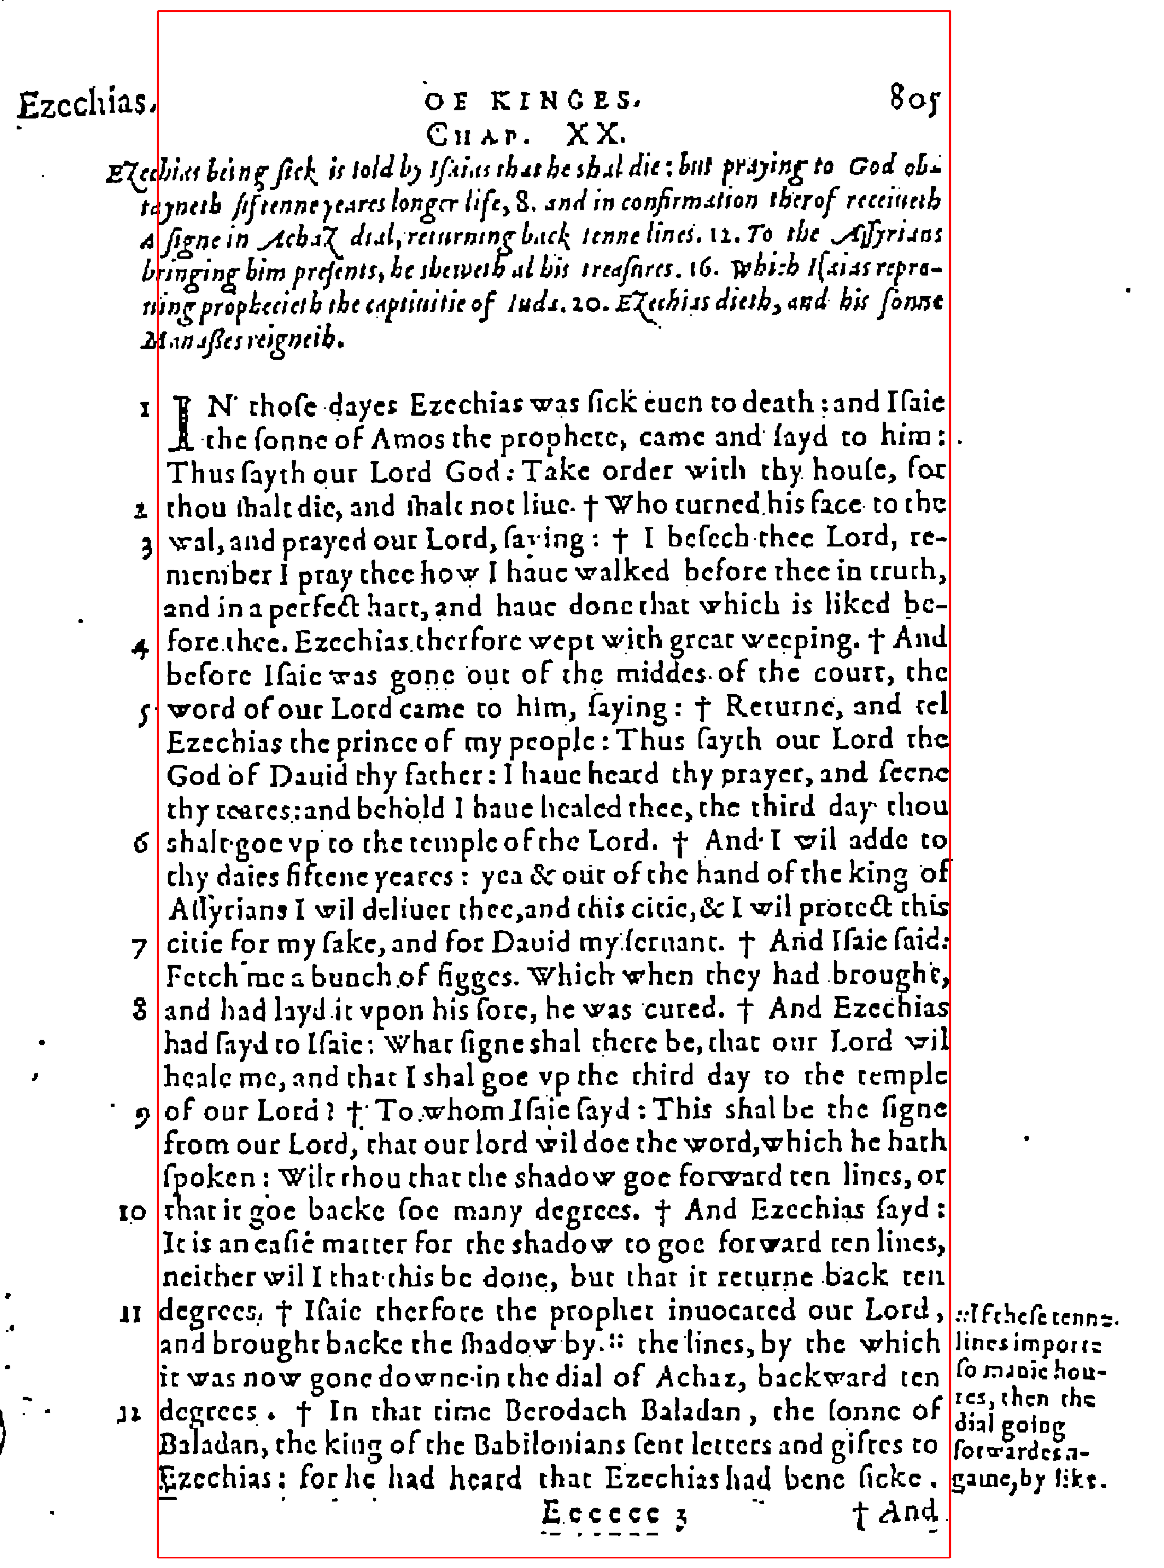 Ezechias. OF KINGES. 805
CHAP. XX.
Ezechias being ſick is told by Iſaias that he shal die: but praying to God ob-
tayneth fiftenne yeares longer life, 8. and in confirmation therof receiueth
a ſigne in Achaz dial, returning back tenne lines. 12. To the Aſſyrians
bringing him preſents, he sheweth al his treaſures. 16. Which Iſaias repro-
uing prophecieth the captiuitie of Iuda. 20. Ezechias dieth, and his ſonne
Manaſses reigneth.
1 IN thoſe dayes Ezechias was ſick euen to death: and Iſaie
the ſonne of Amos the prophete, came and ſayd to him:
Thus ſayth our Lord God: Take order with thy houſe, for
2 thou ſhalt die, and ſhalt not liue. † Who turned his face to the
3 wal, and prayed our Lord, ſaying: † I beſech thee Lord, re-
member I pray thee how I haue walked before thee in truth,
and in a perfect hart, and haue done that which is liked be-
4 fore thee. Ezechias therfore wept with great weeping. † And
before Iſaie was gone out of the middes of the court, the
5 word of our Lord came to him, ſaying: † Returne, and tel
Ezechias the prince of my people: Thus ſayth our Lord the
God of Dauid thy father: I haue heard thy prayer, and ſeene
thy teares: and behold I haue healed thee, the third day thou
6 shalt goe vp to the temple of the Lord. † And I wil adde to
thy daies fiftene yeares: yea & out of the hand of the king of
Aſſyrians I wil deliuer thee, and this citie, & I wil protect this
7 citie for my ſake, and for Dauid my ſeruant. † And Iſaie ſaid:
Fetch me a bunch of figges. Which when they had brought,
8 and had layd it vpon his ſore, he was cured. † And Ezechias
had ſayd to Iſaie: What ſigne shal there be, that our Lord wil
heale me, and that I shal goe vp the third day to the temple
9 of our Lord? † To whom Iſaie ſayd: This shal be the ſigne
from our Lord, that our lord wil doe the word, which he hath
ſpoken: Wilt thou that the shadow goe forward ten lines, or
10 that it goe backe ſoe many degrees. † And Ezechias ſayd:
It is an eaſie matter for the shadow to goe forward ten lines,
neither wil I that this be done, but that it returne back ten
11 degrees. † Iſaie therfore the prophet inuocated our Lord,
and brought backe the ſhadow by :: the lines, by the which
it was now gone downe in the dial of Achaz, backward ten
12 degrees. † In that time Berodach Baladan, the ſonne of
Baladan, the king of the Babilonians ſent letters and giftes to
Ezechias: for he had heard that Ezechias had bene ſicke.
Eeeeee 3 † And
:: If theſe tenne
lines importe
ſo manie hou-
res, then the
dial going
forwardes a-
gaine, by like